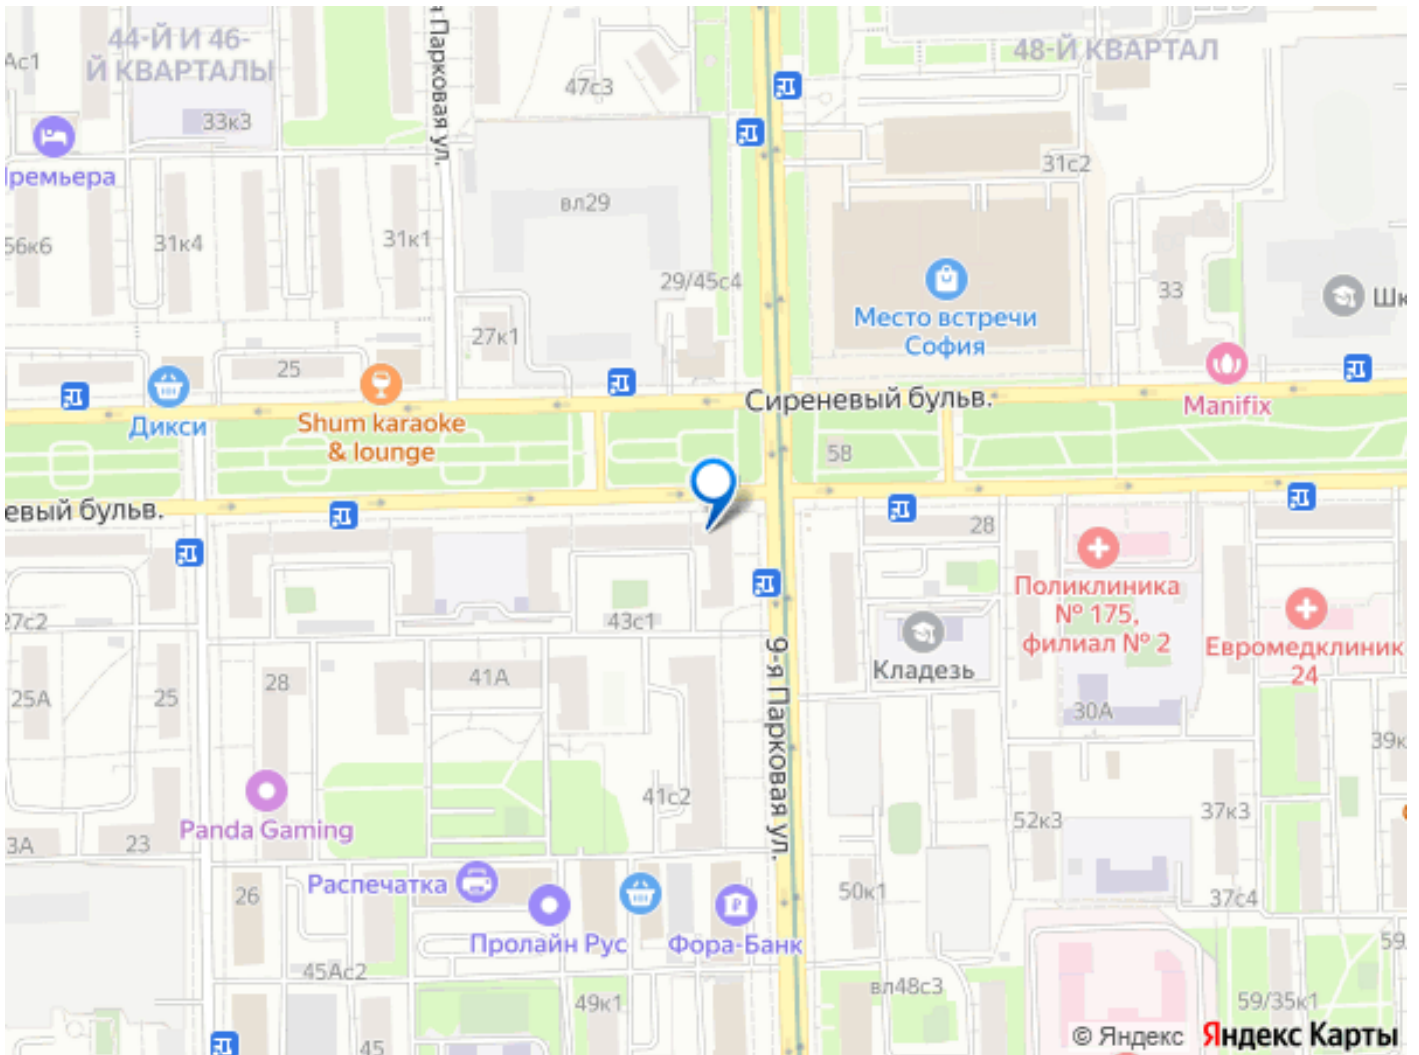 44-Й И 46-
Й КВАРТАЛЫ
48-Й КВАРТАЛ
Ас1
я Парковая ул.
47с3
33к3
31с2
ремьера
вл29
56к6
31к4
31к1
29/45с4
33
Шк
Место встречи
София
27к1
25
Дикси
Shum karaoke
& lounge
Сиреневый бульв.
Manifix
58
евый бульв.
28
Поликлиника
№ 175,
филиал № 2
27с2
43с1
Кладезь
Евромедклиник
24
9-я Парковая ул.
25А
25
28
41А
30А
39к
41с2
Panda Gaming
52к3
37к3
3А
23
Распечатка
26
50к1
37с4
Пролайн Рус
Фора-Банк
59
45Ас2
49к1
вл48с3
59/35к1
45
© Яндекс Яндекс Карты